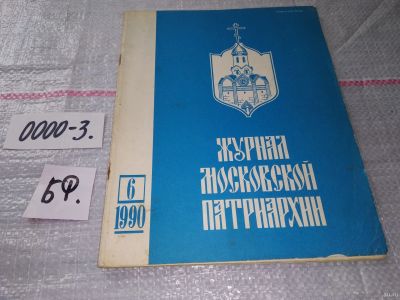 0000-3.
БФ.
ЖУРНАЛ
МОСКОВСКОЙ
ПАТРИАРХИИ
6
1990